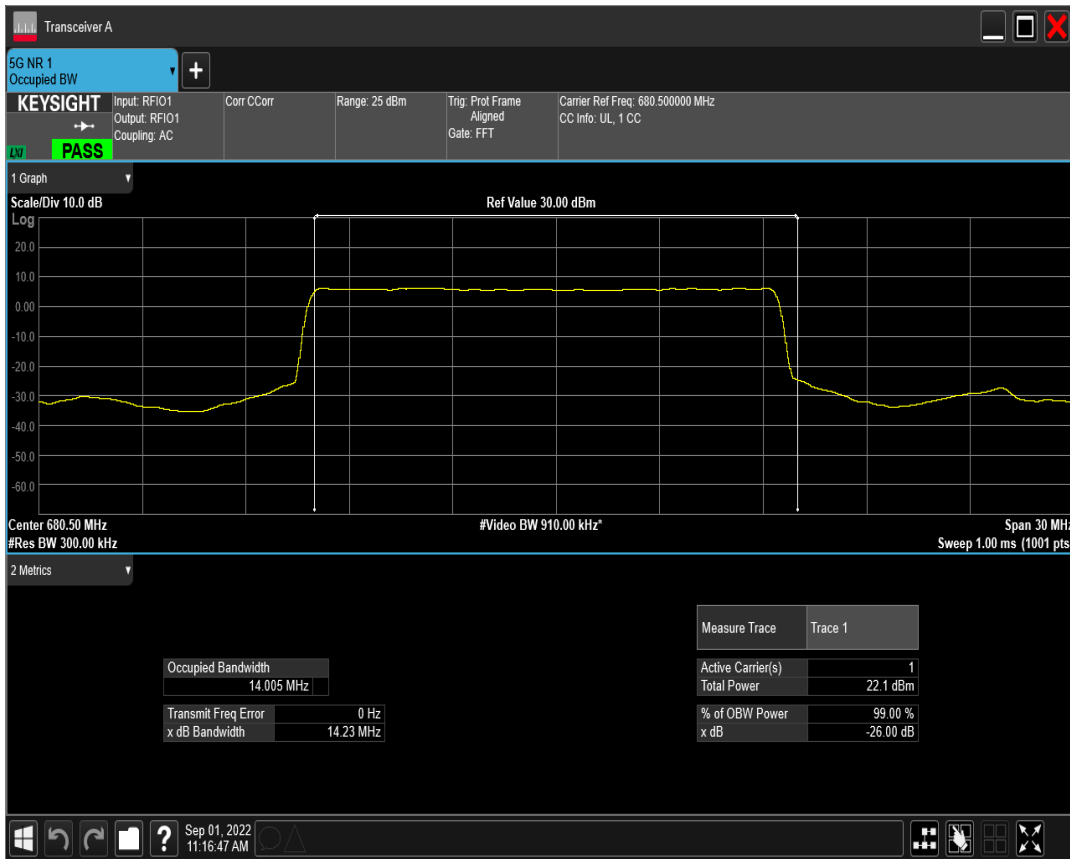 Transceiver A
5G NR 1
Occupied BW
+
KEYSIGHT
LXI
PASS
Input: RFIO1
Output: RFIO1
Coupling: AC
Corr CCorr
Range: 25 dBm
Trig: Prot Frame
Aligned
Gate: FFT
Carrier Ref Freq: 680.500000 MHz
CC Info: UL, 1 CC
1 Graph
Scale/Div 10.0 dB
Ref Value 30.00 dBm
Log
20.0
10.0
0.00
-10.0
-20.0
-30.0
-40.0
-50.0
-60.0
Center 680.50 MHz
#Video BW 910.00 kHz*
Span 30 MHz
#Res BW 300.00 kHz
Sweep 1.00 ms (1001 pts
2 Metrics
Measure Trace Trace 1
Occupied Bandwidth
14.005 MHz
Active Carrier(s) 1
Total Power 22.1 dBm
Transmit Freq Error 0 Hz
x dB Bandwidth 14.23 MHz
% of OBW Power 99.00 %
x dB -26.00 dB
?
Sep 01, 2022
11:16:47 AM